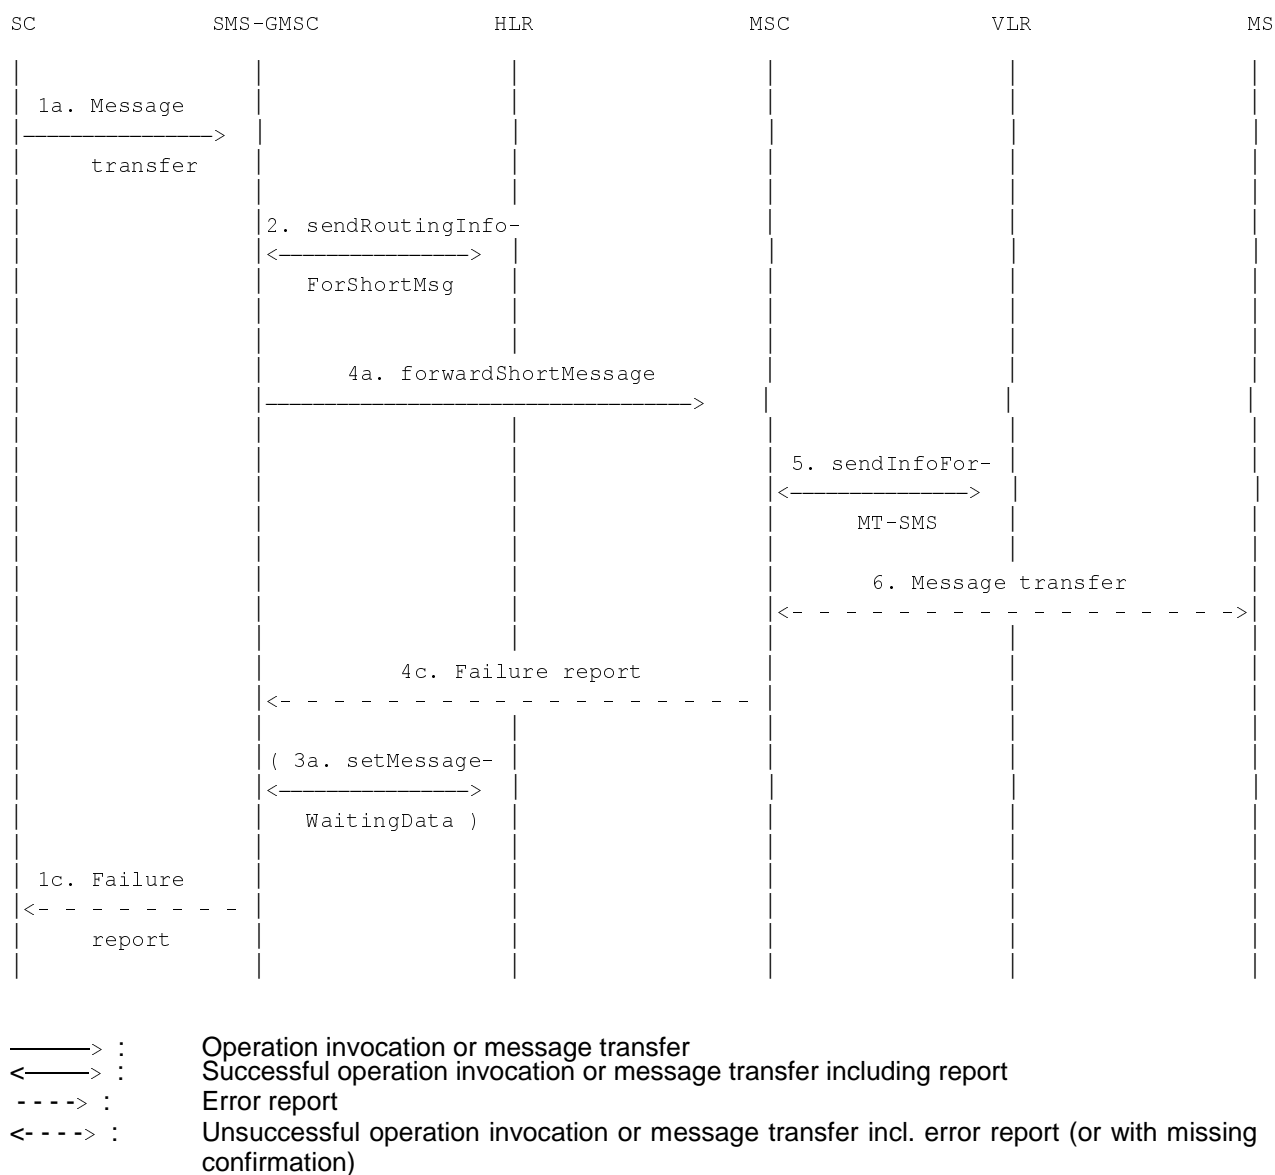 SC SMS-GMSC HLR MSC VLR MS
1a. Message
transfer
2. sendRoutingInfo-
ForShortMsg
4a. forwardShortMessage
5. sendInfoFor-
MT-SMS
6. Message transfer
4c. Failure report
( 3a. setMessage-
WaitingData )
1c. Failure
report
———> : Operation invocation or message transfer
<———> : Successful operation invocation or message transfer including report
- - - -> : Error report
<- - - -> : Unsuccessful operation invocation or message transfer incl. error report (or with missing
confirmation)